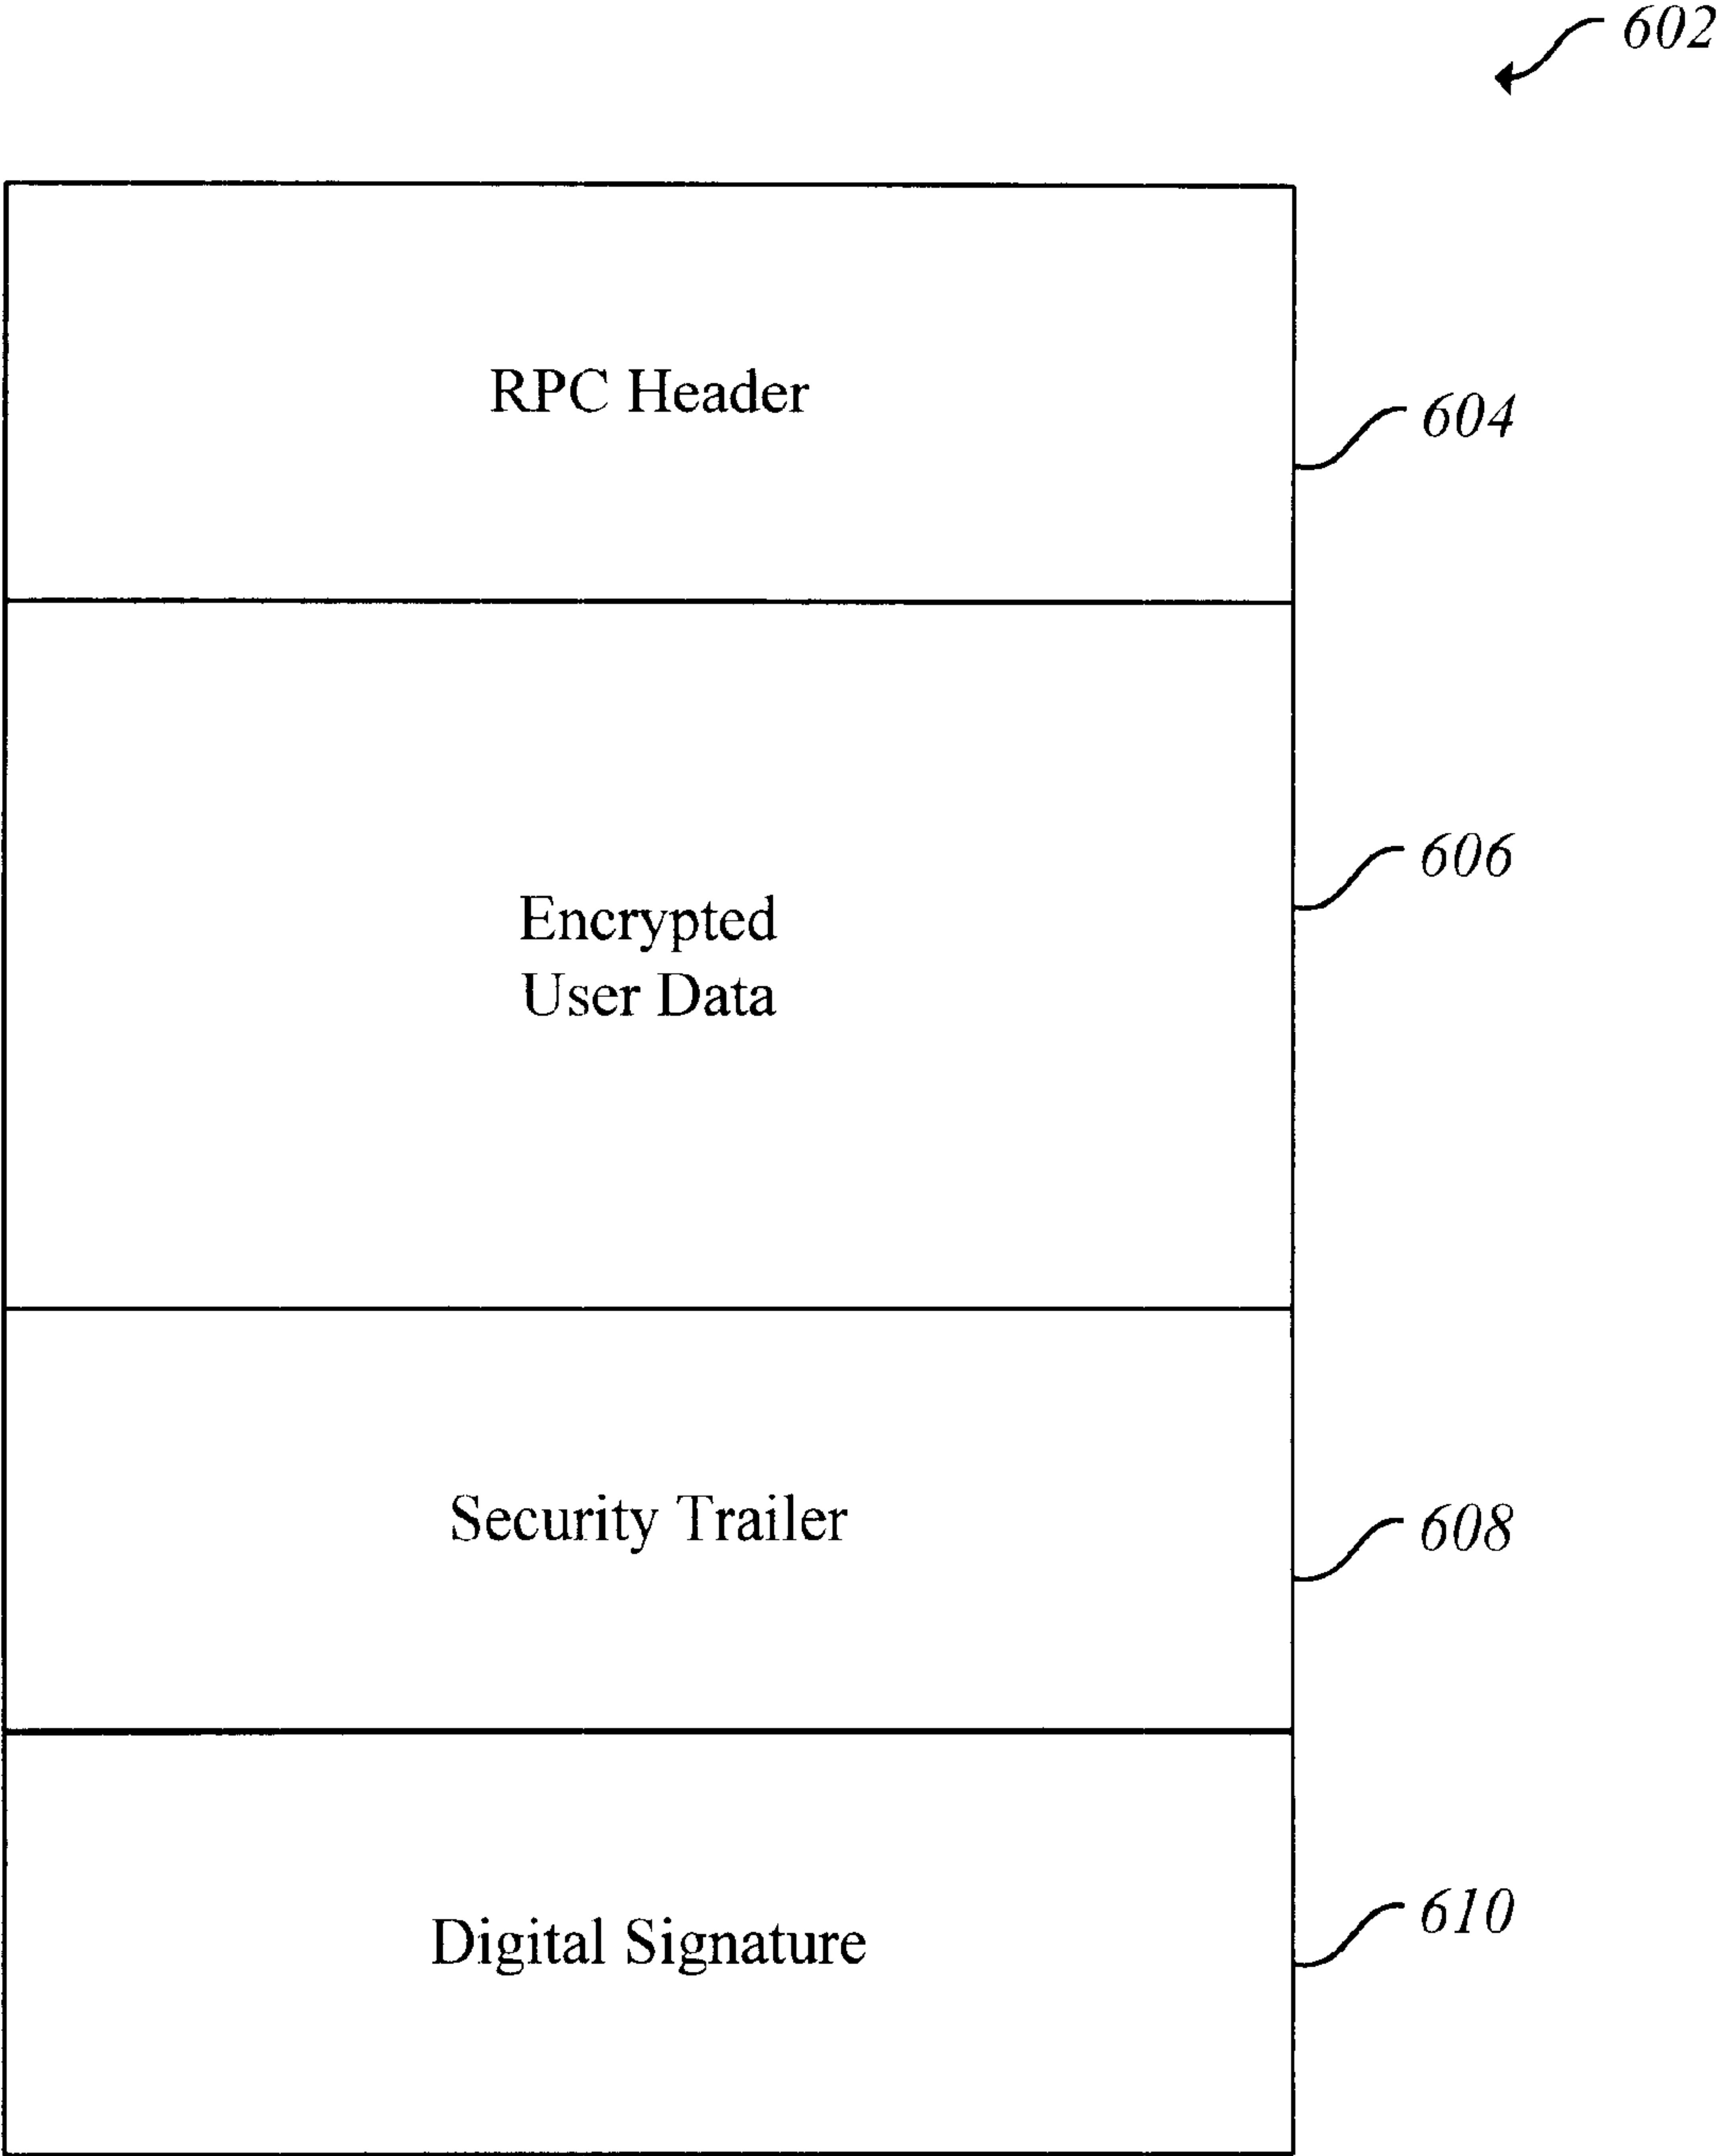 602
RPC Header
604
Encrypted
User Data
606
Security Trailer
608
Digital Signature
610